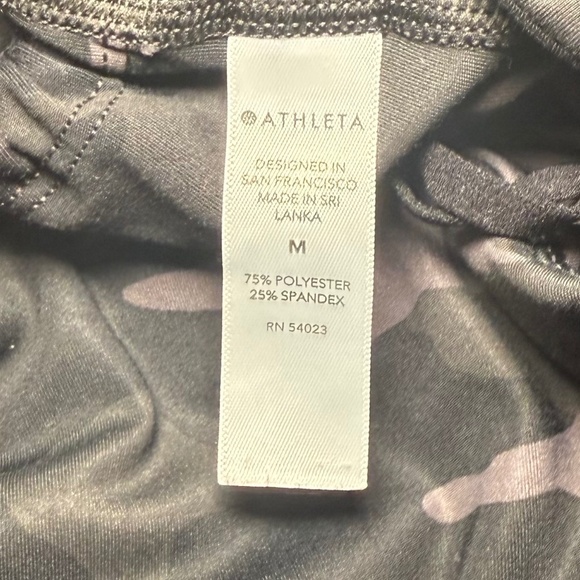 ATHLETA
DESIGNED IN
SAN FRANCISCO
MADE IN SRI
LANKA
M
75% POLYESTER
25% SPANDEX
RN 54023